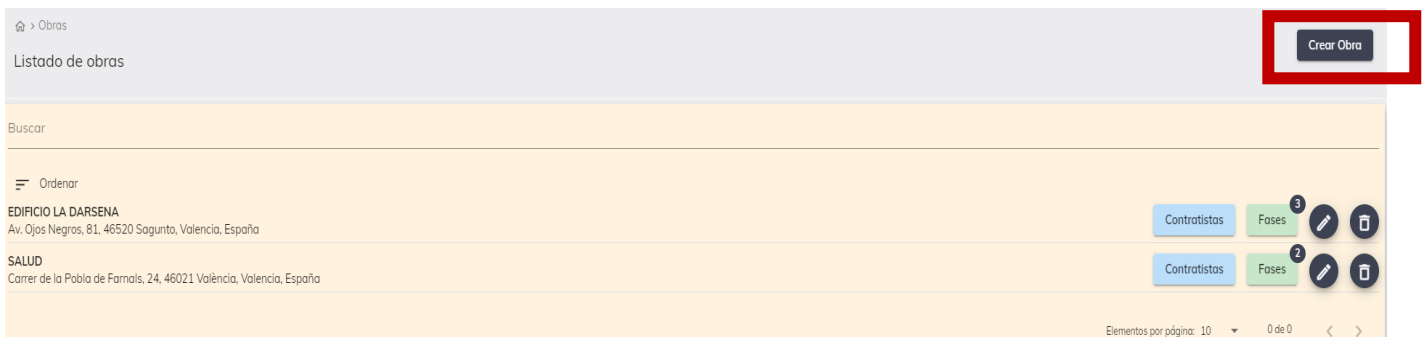 > Obras
Crear Obra
Listado de obras
Buscar
Ordenar
EDIFICIO LA DARSENA
Av. Ojos Negros, 81, 46520 Sagunto, Valencia, España
Contratistas Fases 3
SALUD
Carrer de la Pobla de Farnals, 24, 46021 València, Valencia, España
Contratistas Fases 2
Elementos por página: 10 0 de 0 < >